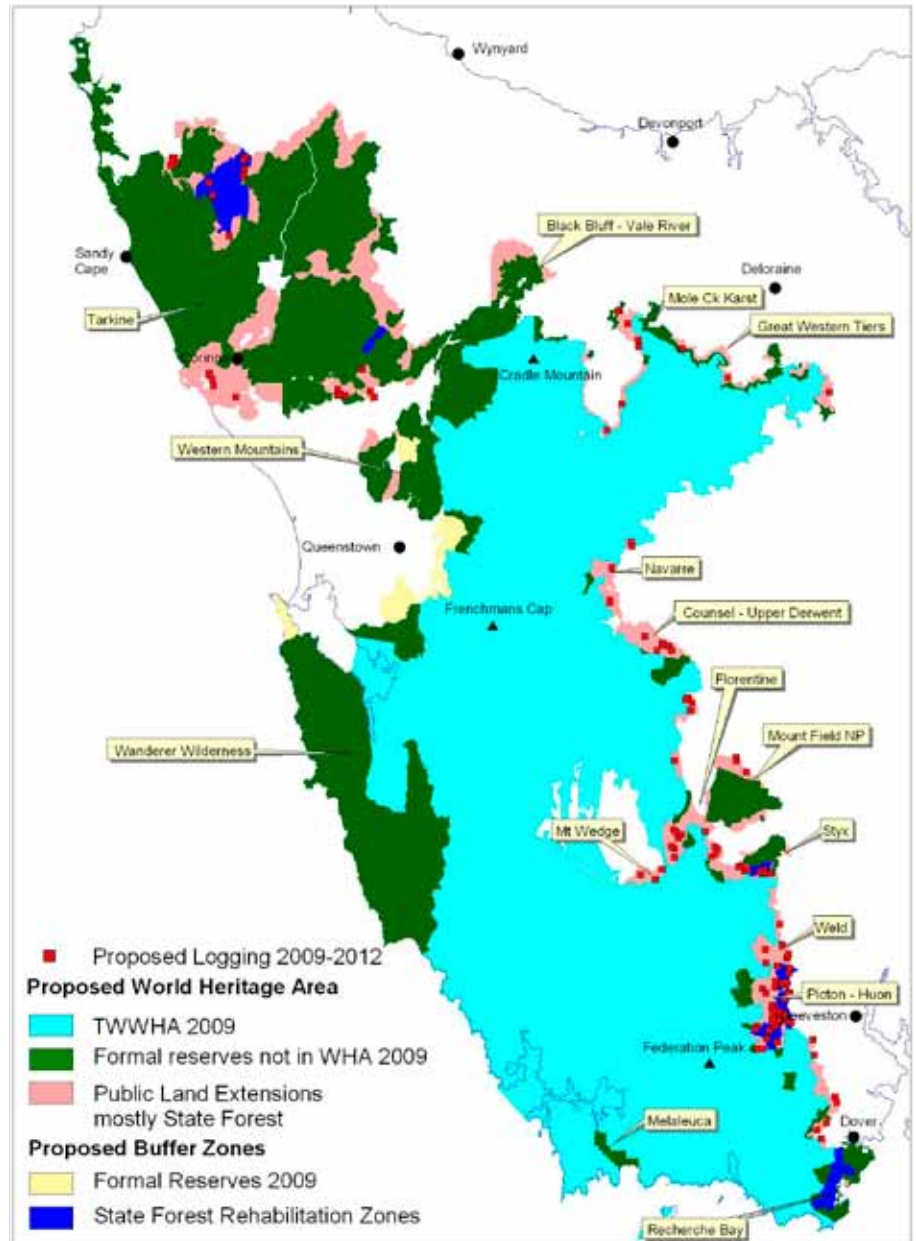 Wynyard
Devonport
Black Bluff - Vale River
Sandy
Cape
Deloraine
Mole Ck Karst
Tarkine
Great Western Tiers
Corinna
Cradle Mountain
Western Mountains
Queenstown
Navarre
Frenchmans Cap
Counsel - Upper Derwent
Florentine
Mount Field NP
Wanderer Wilderness
Mt Wedge
Styx
Weld
Picton - Huon
Geeveston
Federation Peak
Melaleuca
Dover
Recherche Bay
Proposed Logging 2009-2012
Proposed World Heritage Area
TWWHA 2009
Formal reserves not in WHA 2009
Public Land Extensions
mostly State Forest
Proposed Buffer Zones
Formal Reserves 2009
State Forest Rehabilitation Zones